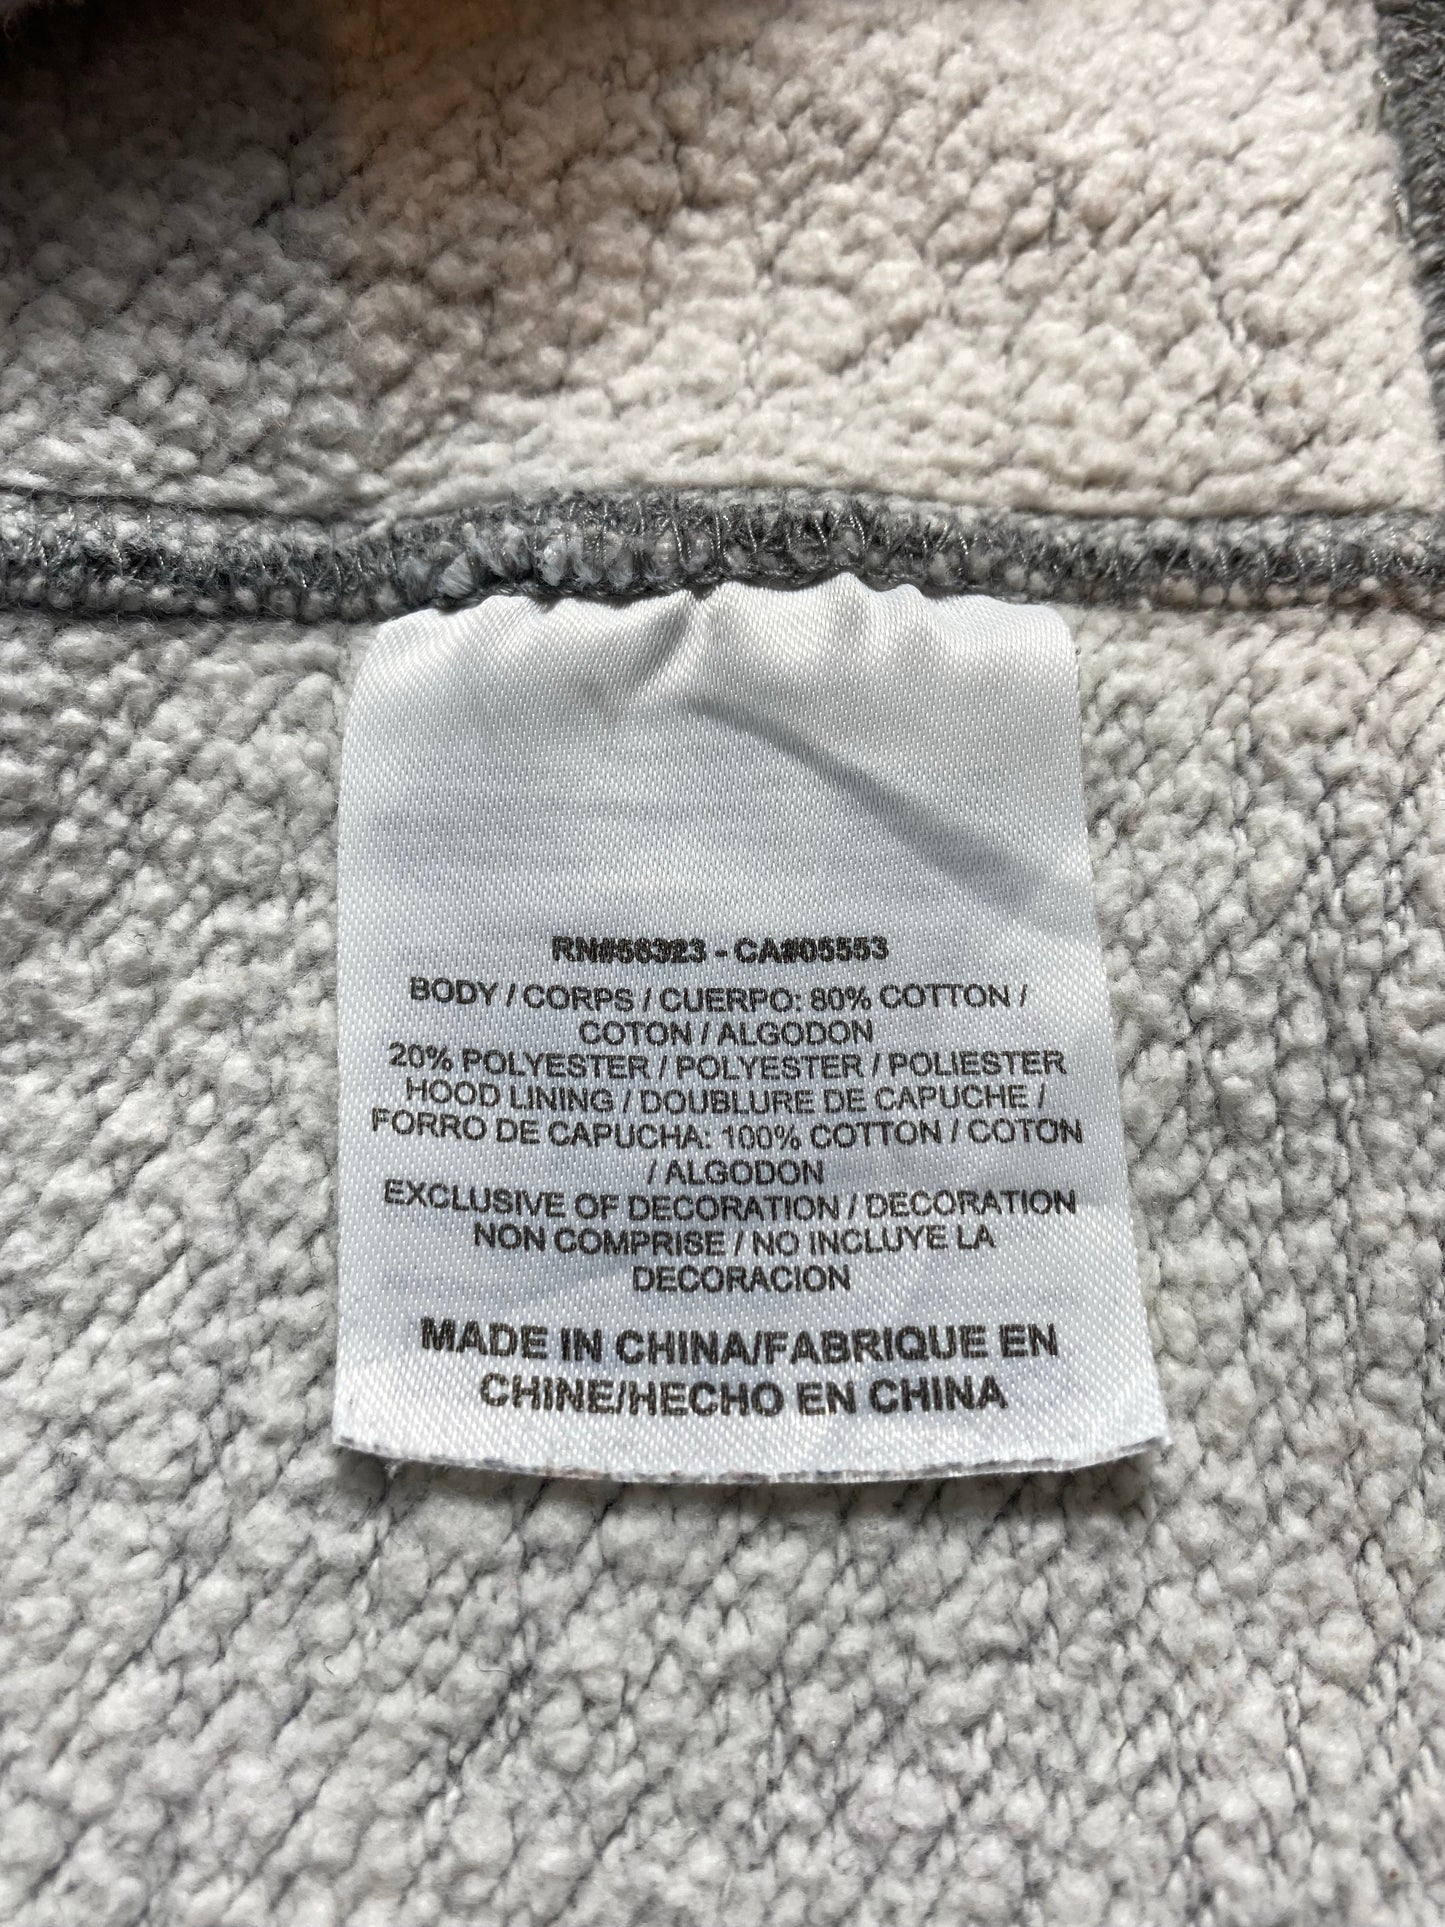 RN#56323 - CA#05553
BODY / CORPS / CUERPO: 80% COTTON /
COTON / ALGODON
20% POLYESTER / POLYESTER / POLIESTER
HOOD LINING / DOUBLURE DE CAPUCHE /
FORRO DE CAPUCHA: 100% COTTON / COTON
/ ALGODON
EXCLUSIVE OF DECORATION / DECORATION
NON COMPRISE / NO INCLUYE LA
DECORACION
MADE IN CHINA/FABRIQUE EN
CHINE/HECHO EN CHINA